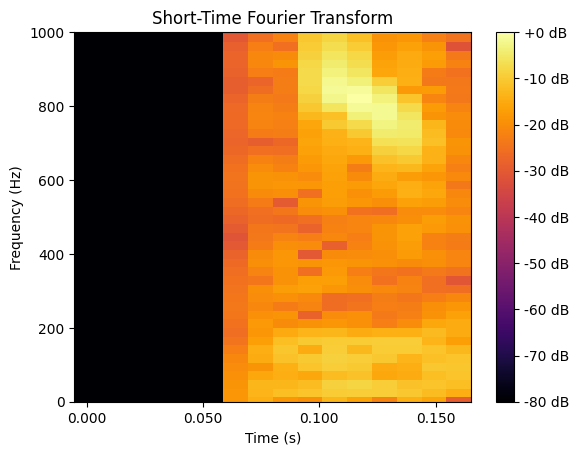 Short-Time Fourier Transform
1000
800
600
400
200
0
Frequency (Hz)
0.000
0.050
0.100
0.150
Time (s)
+0 dB
-10 dB
-20 dB
-30 dB
-40 dB
-50 dB
-60 dB
-70 dB
-80 dB